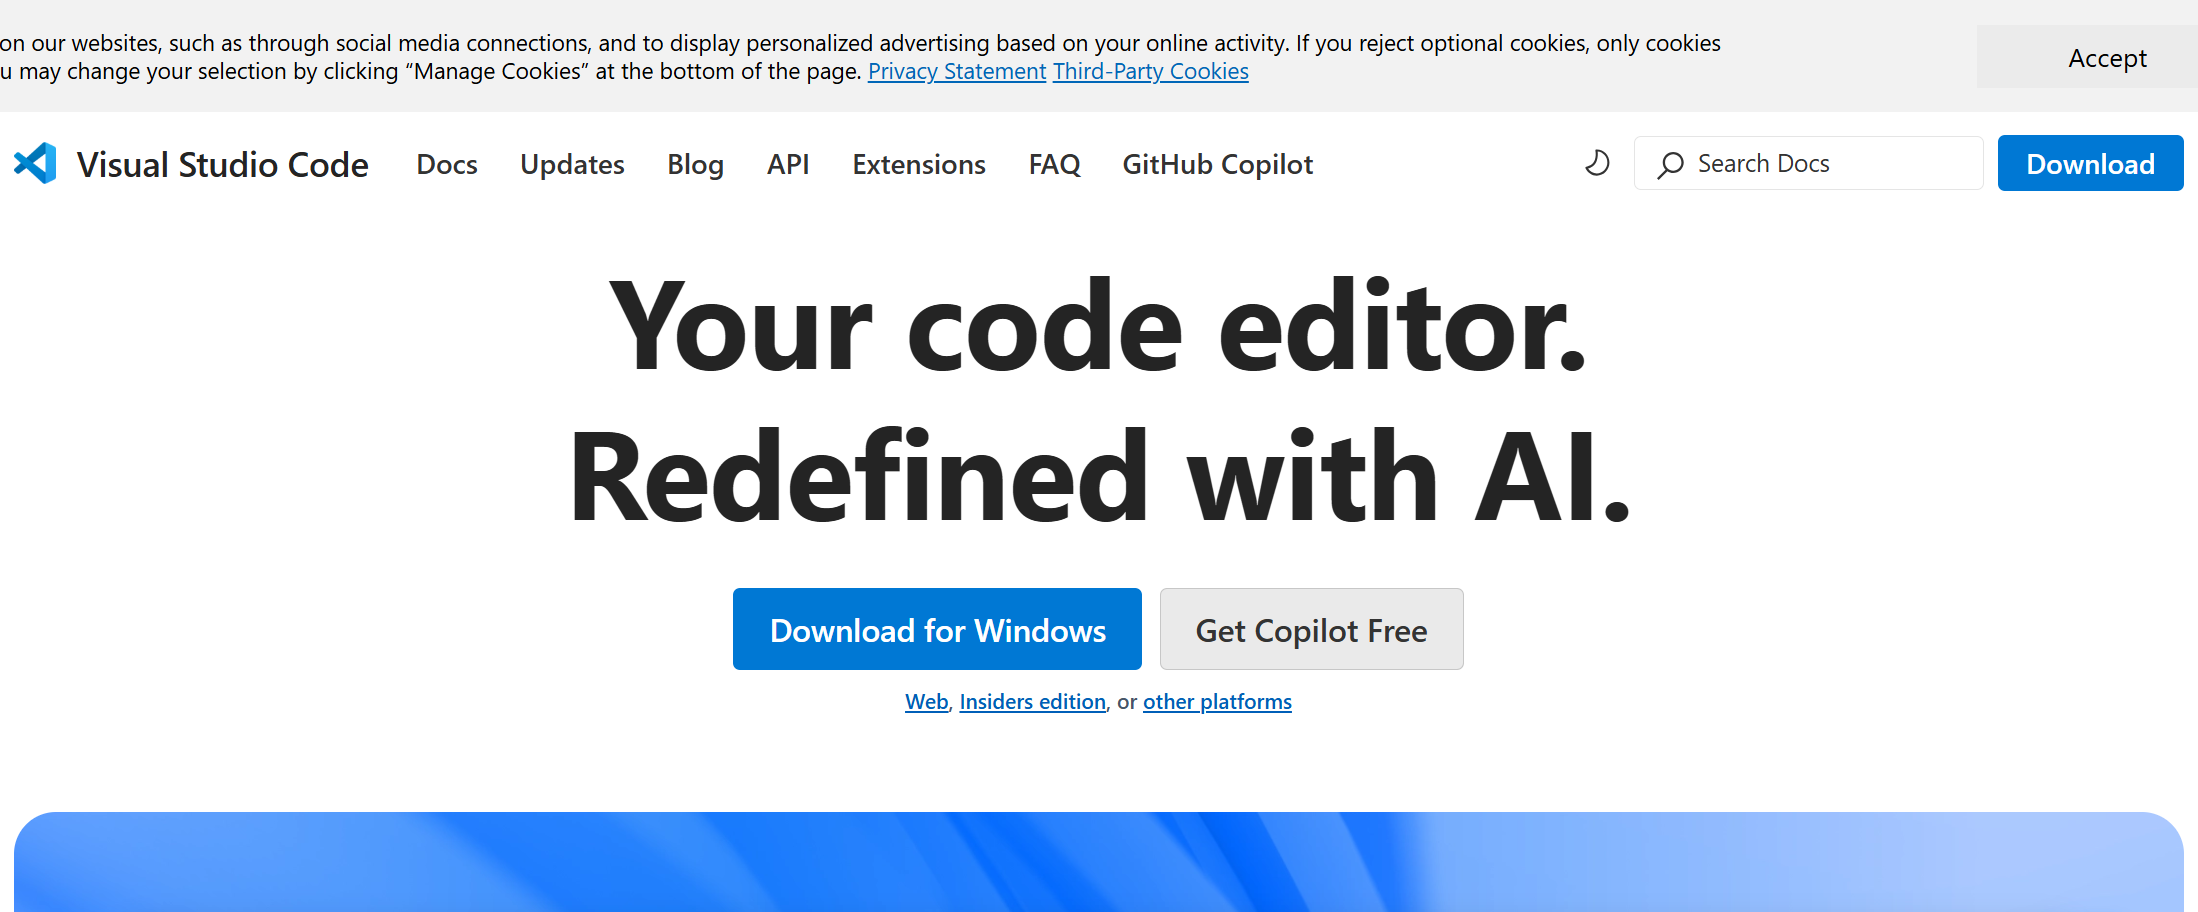 on our websites, such as through social media connections, and to display personalized advertising based on your online activity. If you reject optional cookies, only cookies
u may change your selection by clicking “Manage Cookies” at the bottom of the page. Privacy Statement Third-Party Cookies
Accept
Visual Studio Code Docs Updates Blog API Extensions FAQ GitHub Copilot Search Docs Download
Your code editor.
Redefined with AI.
Download for Windows Get Copilot Free
Web, Insiders edition, or other platforms